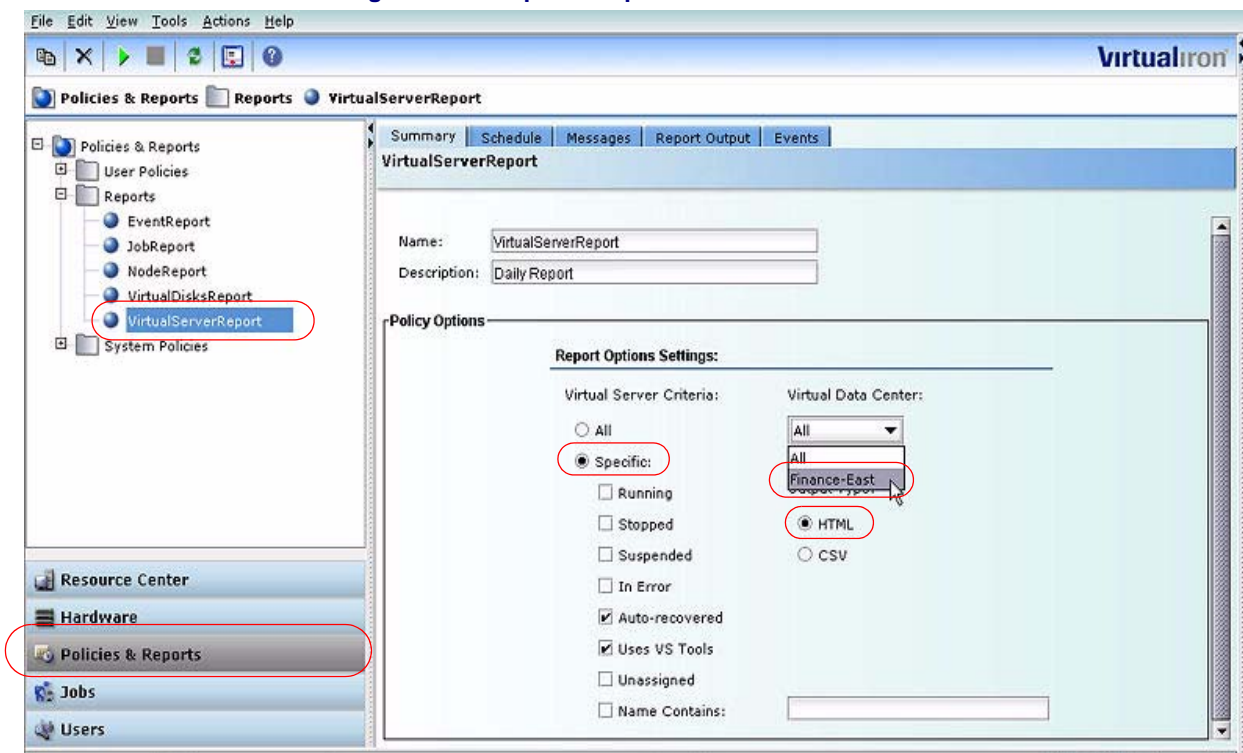 File Edit View Tools Actions Help
Virtualiron
Policies & Reports Reports VirtualServerReport
Policies & Reports
User Policies
Reports
EventReport
JobReport
NodeReport
VirtualDisksReport
VirtualServerReport
System Policies
Resource Center
Hardware
Policies & Reports
Jobs
Users
Summary Schedule Messages Report Output Events
VirtualServerReport
Name: VirtualServerReport
Description: Daily Report
Policy Options
Report Options Settings:
Virtual Server Criteria: Virtual Data Center:
All All
Specific: All
Finance-East
Running
Stopped HTML
Suspended CSV
In Error
Auto-recovered
Uses VS Tools
Unassigned
Name Contains: